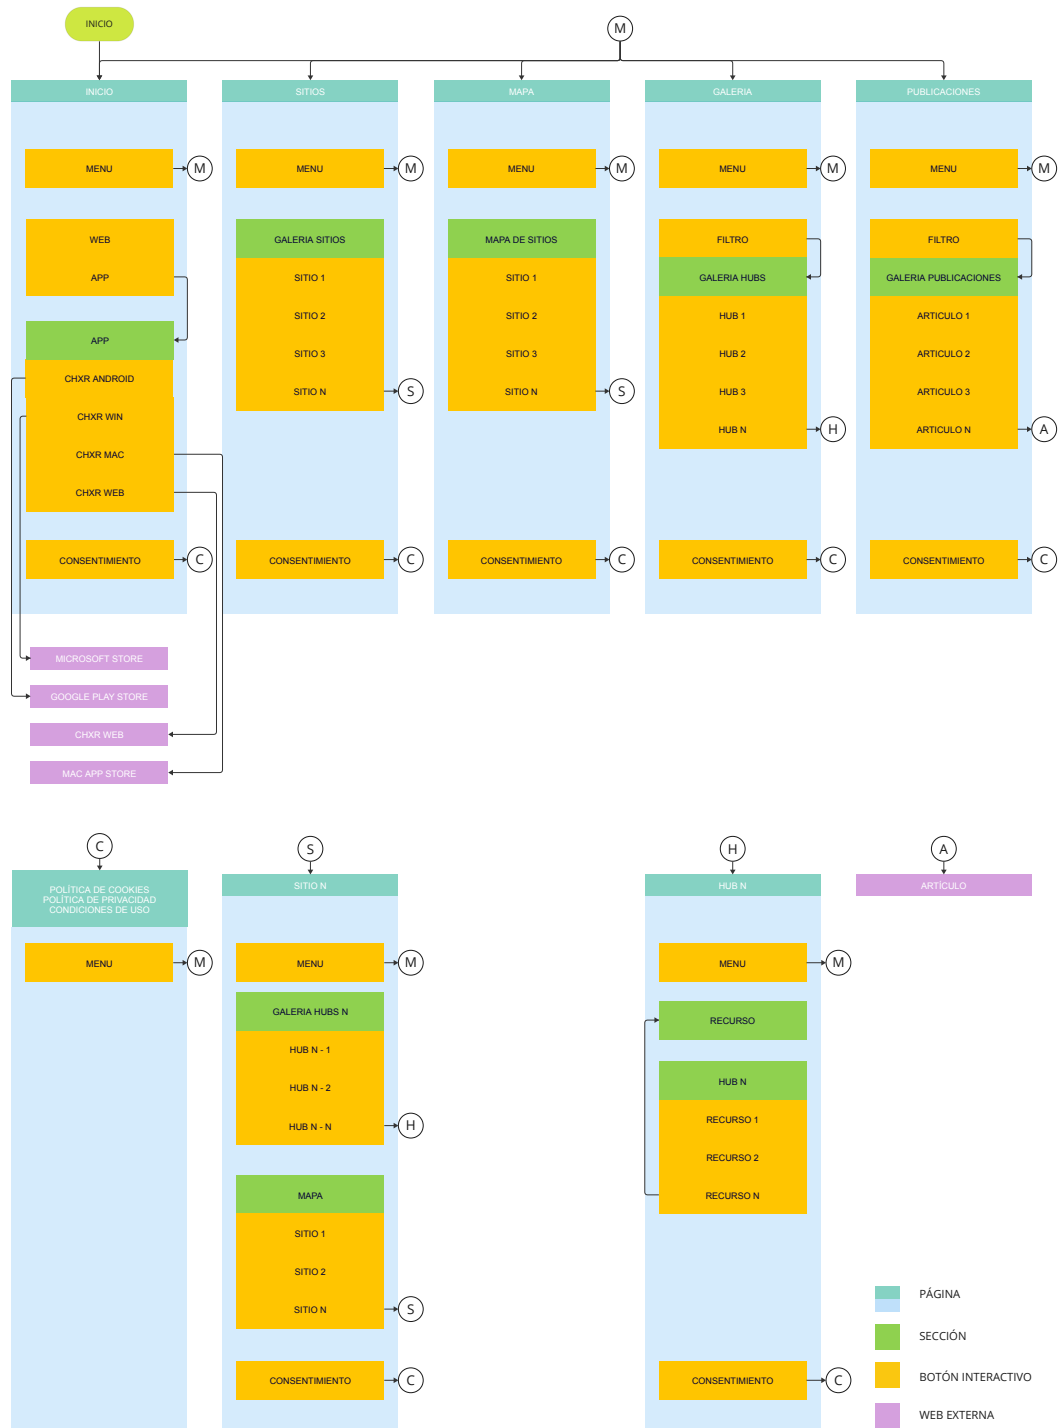 INICIO
M
INICIO
MENU
M
WEB
APP
APP
CHXR ANDROID
CHXR WIN
CHXR MAC
CHXR WEB
CONSENTIMIENTO
C
MICROSOFT STORE
GOOGLE PLAY STORE
CHXR WEB
MAC APP STORE
SITIOS
MENU
M
GALERIA SITIOS
SITIO 1
SITIO 2
SITIO 3
SITIO N
S
CONSENTIMIENTO
C
MAPA
MENU
M
MAPA DE SITIOS
SITIO 1
SITIO 2
SITIO 3
SITIO N
S
CONSENTIMIENTO
C
GALERIA
MENU
M
FILTRO
GALERIA HUBS
HUB 1
HUB 2
HUB 3
HUB N
H
CONSENTIMIENTO
C
PUBLICACIONES
MENU
M
FILTRO
GALERIA PUBLICACIONES
ARTICULO 1
ARTICULO 2
ARTICULO 3
ARTICULO N
A
CONSENTIMIENTO
C
C
POLÍTICA DE COOKIES
POLÍTICA DE PRIVACIDAD
CONDICIONES DE USO
MENU
M
S
SITIO N
MENU
M
GALERIA HUBS N
HUB N - 1
HUB N - 2
HUB N - N
H
MAPA
SITIO 1
SITIO 2
SITIO N
S
CONSENTIMIENTO
C
H
HUB N
MENU
M
RECURSO
HUB N
RECURSO 1
RECURSO 2
RECURSO N
CONSENTIMIENTO
C
A
ARTÍCULO
PÁGINA
SECCIÓN
BOTÓN INTERACTIVO
WEB EXTERNA